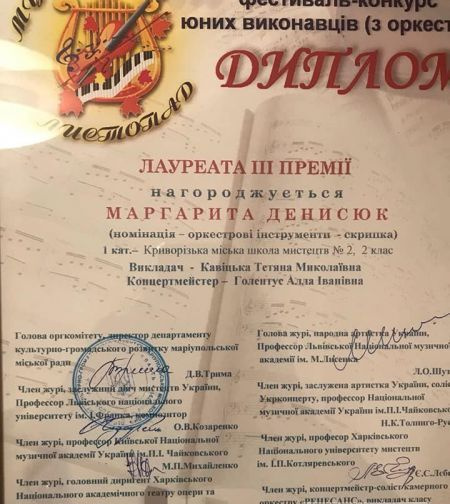 фестиваль-конкурс
юних виконавців (з оркест
ДИПЛОМ
ЛИСТОПАД
ЛАУРЕАТА III ПРЕМІЇ
нагороджується
МАРГАРИТА ДЕНИСЮК
(номінація – оркестрові інструменти - скрипка)
1 кат.– Криворізька міська школа мистецтв № 2, 2 клас
Викладач - Кавіцька Тетяна Миколаївна
Концертмейстер – Голентус Алла Іванівна
Голова оргкомітету, директор департаменту
культурно-громадського розвитку маріупольської
міської ради
Д.В.Трима
Член журі, заслужений діяч мистецтв України,
Професор Львівського національного
університету ім. І.Франка, композитор
О.В.Козаренко
Член журі, професор Київської Національної
музичної академії України ім.П.І. Чайковського
М.П.Михайленко
Член журі, головний диригент Харківського
Національного академічного театру опери та
Голова журі, народна артистка України,
Професор Львівської Національної музичної
академії ім. М.Лисенка
Л.О.Шут
Член журі, заслужена артистка України, соліс
Укрконцерту, професор Національної
музичної академії України ім.П.І.Чайковсько
Н.К.Толпиго-Рус
Член журі, професор Харківського
Національного університету мистецтв
ім. І.П.Котляревського
Є.С.Лєб
Член журі, концертмейстер-соліст камерног
оркестру «РЕНЕСАНС», викладач класу